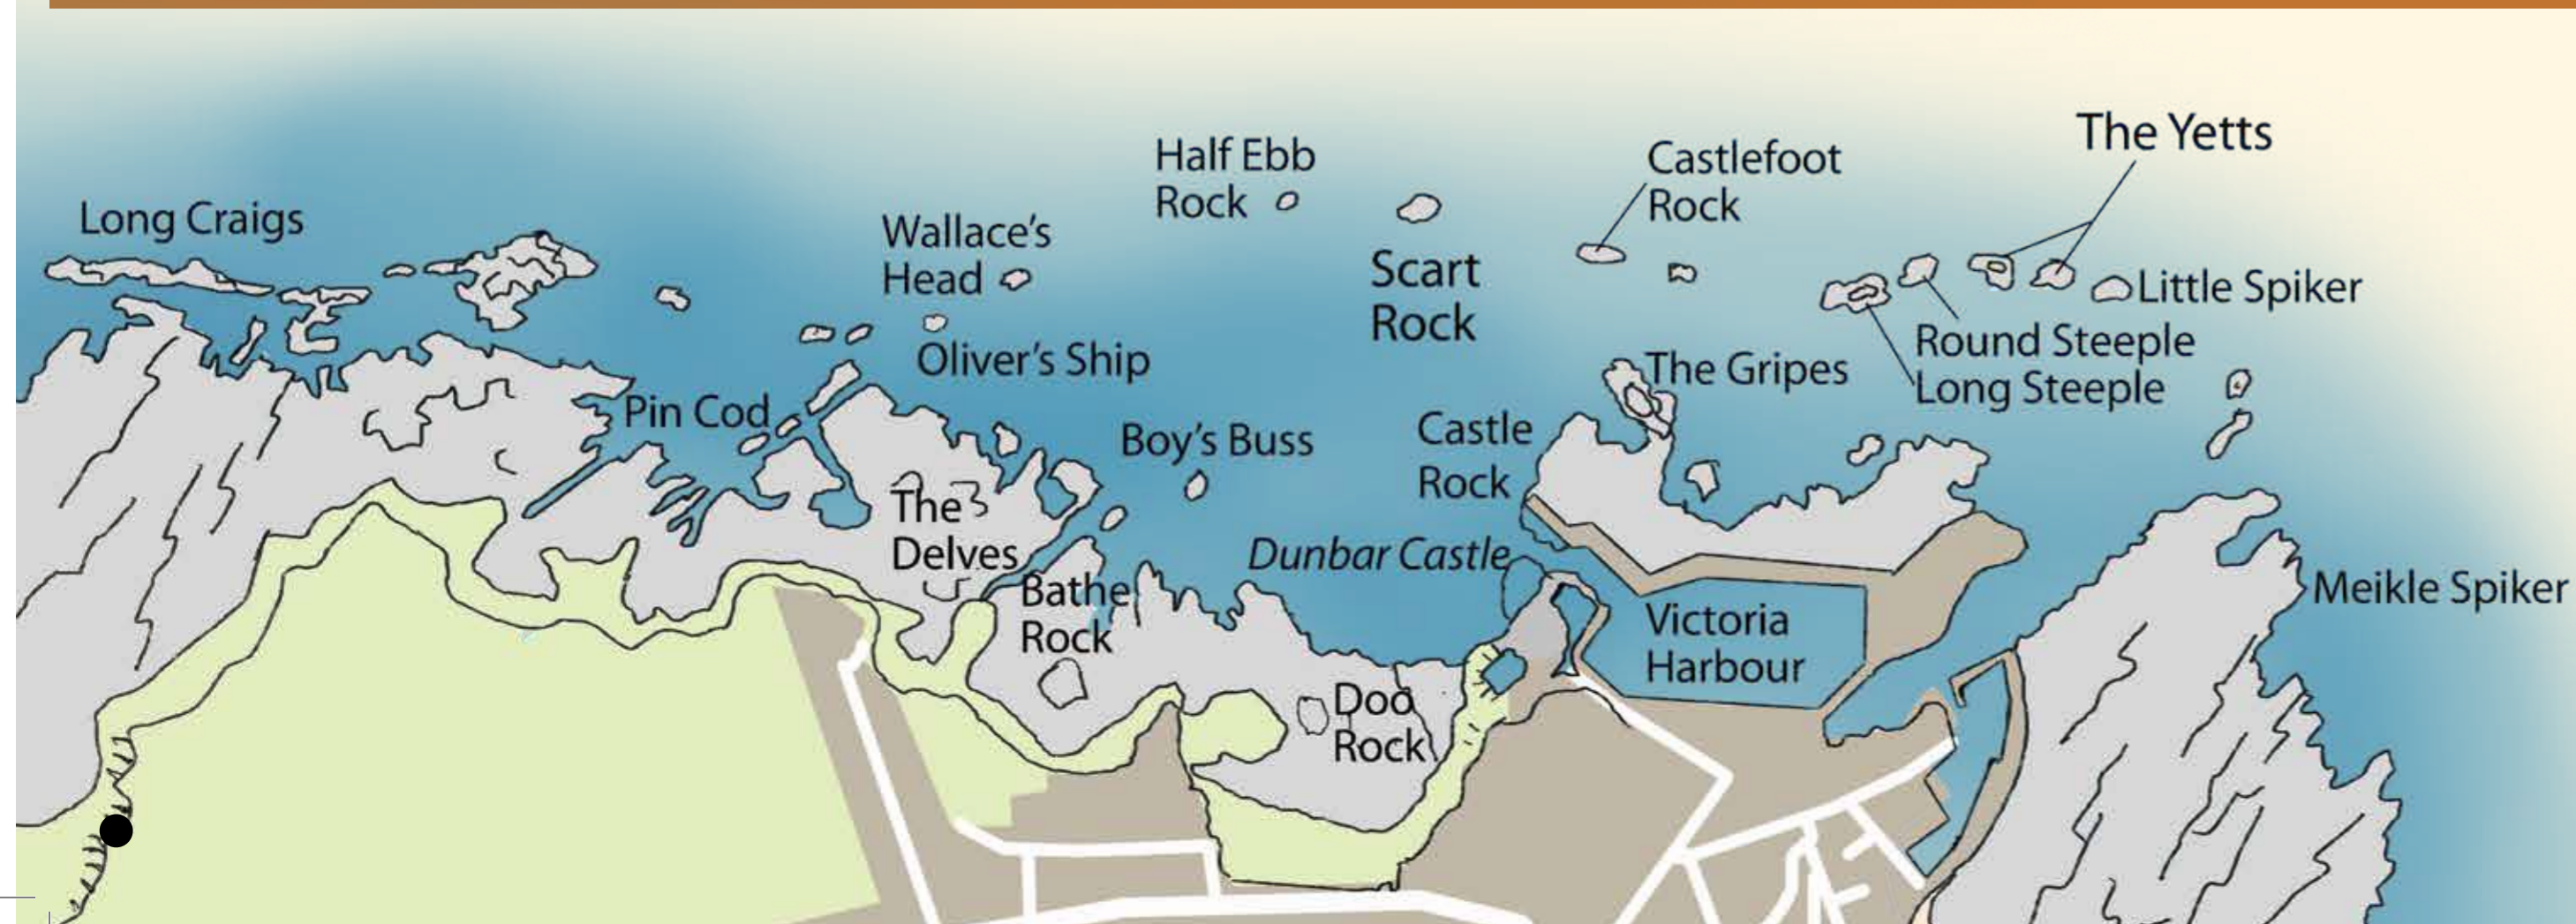 The Yetts
Half Ebb
Rock
Castlefoot
Rock
Long Craigs
Wallace's
Head
Scart
Rock
Little Spiker
Oliver's Ship
Round Steeple
Long Steeple
The Gripes
Pin Cod
Boy's Buss
Castle
Rock
The
Delves
Dunbar Castle
Bathe
Rock
Meikle Spiker
Victoria
Harbour
Doo
Rock